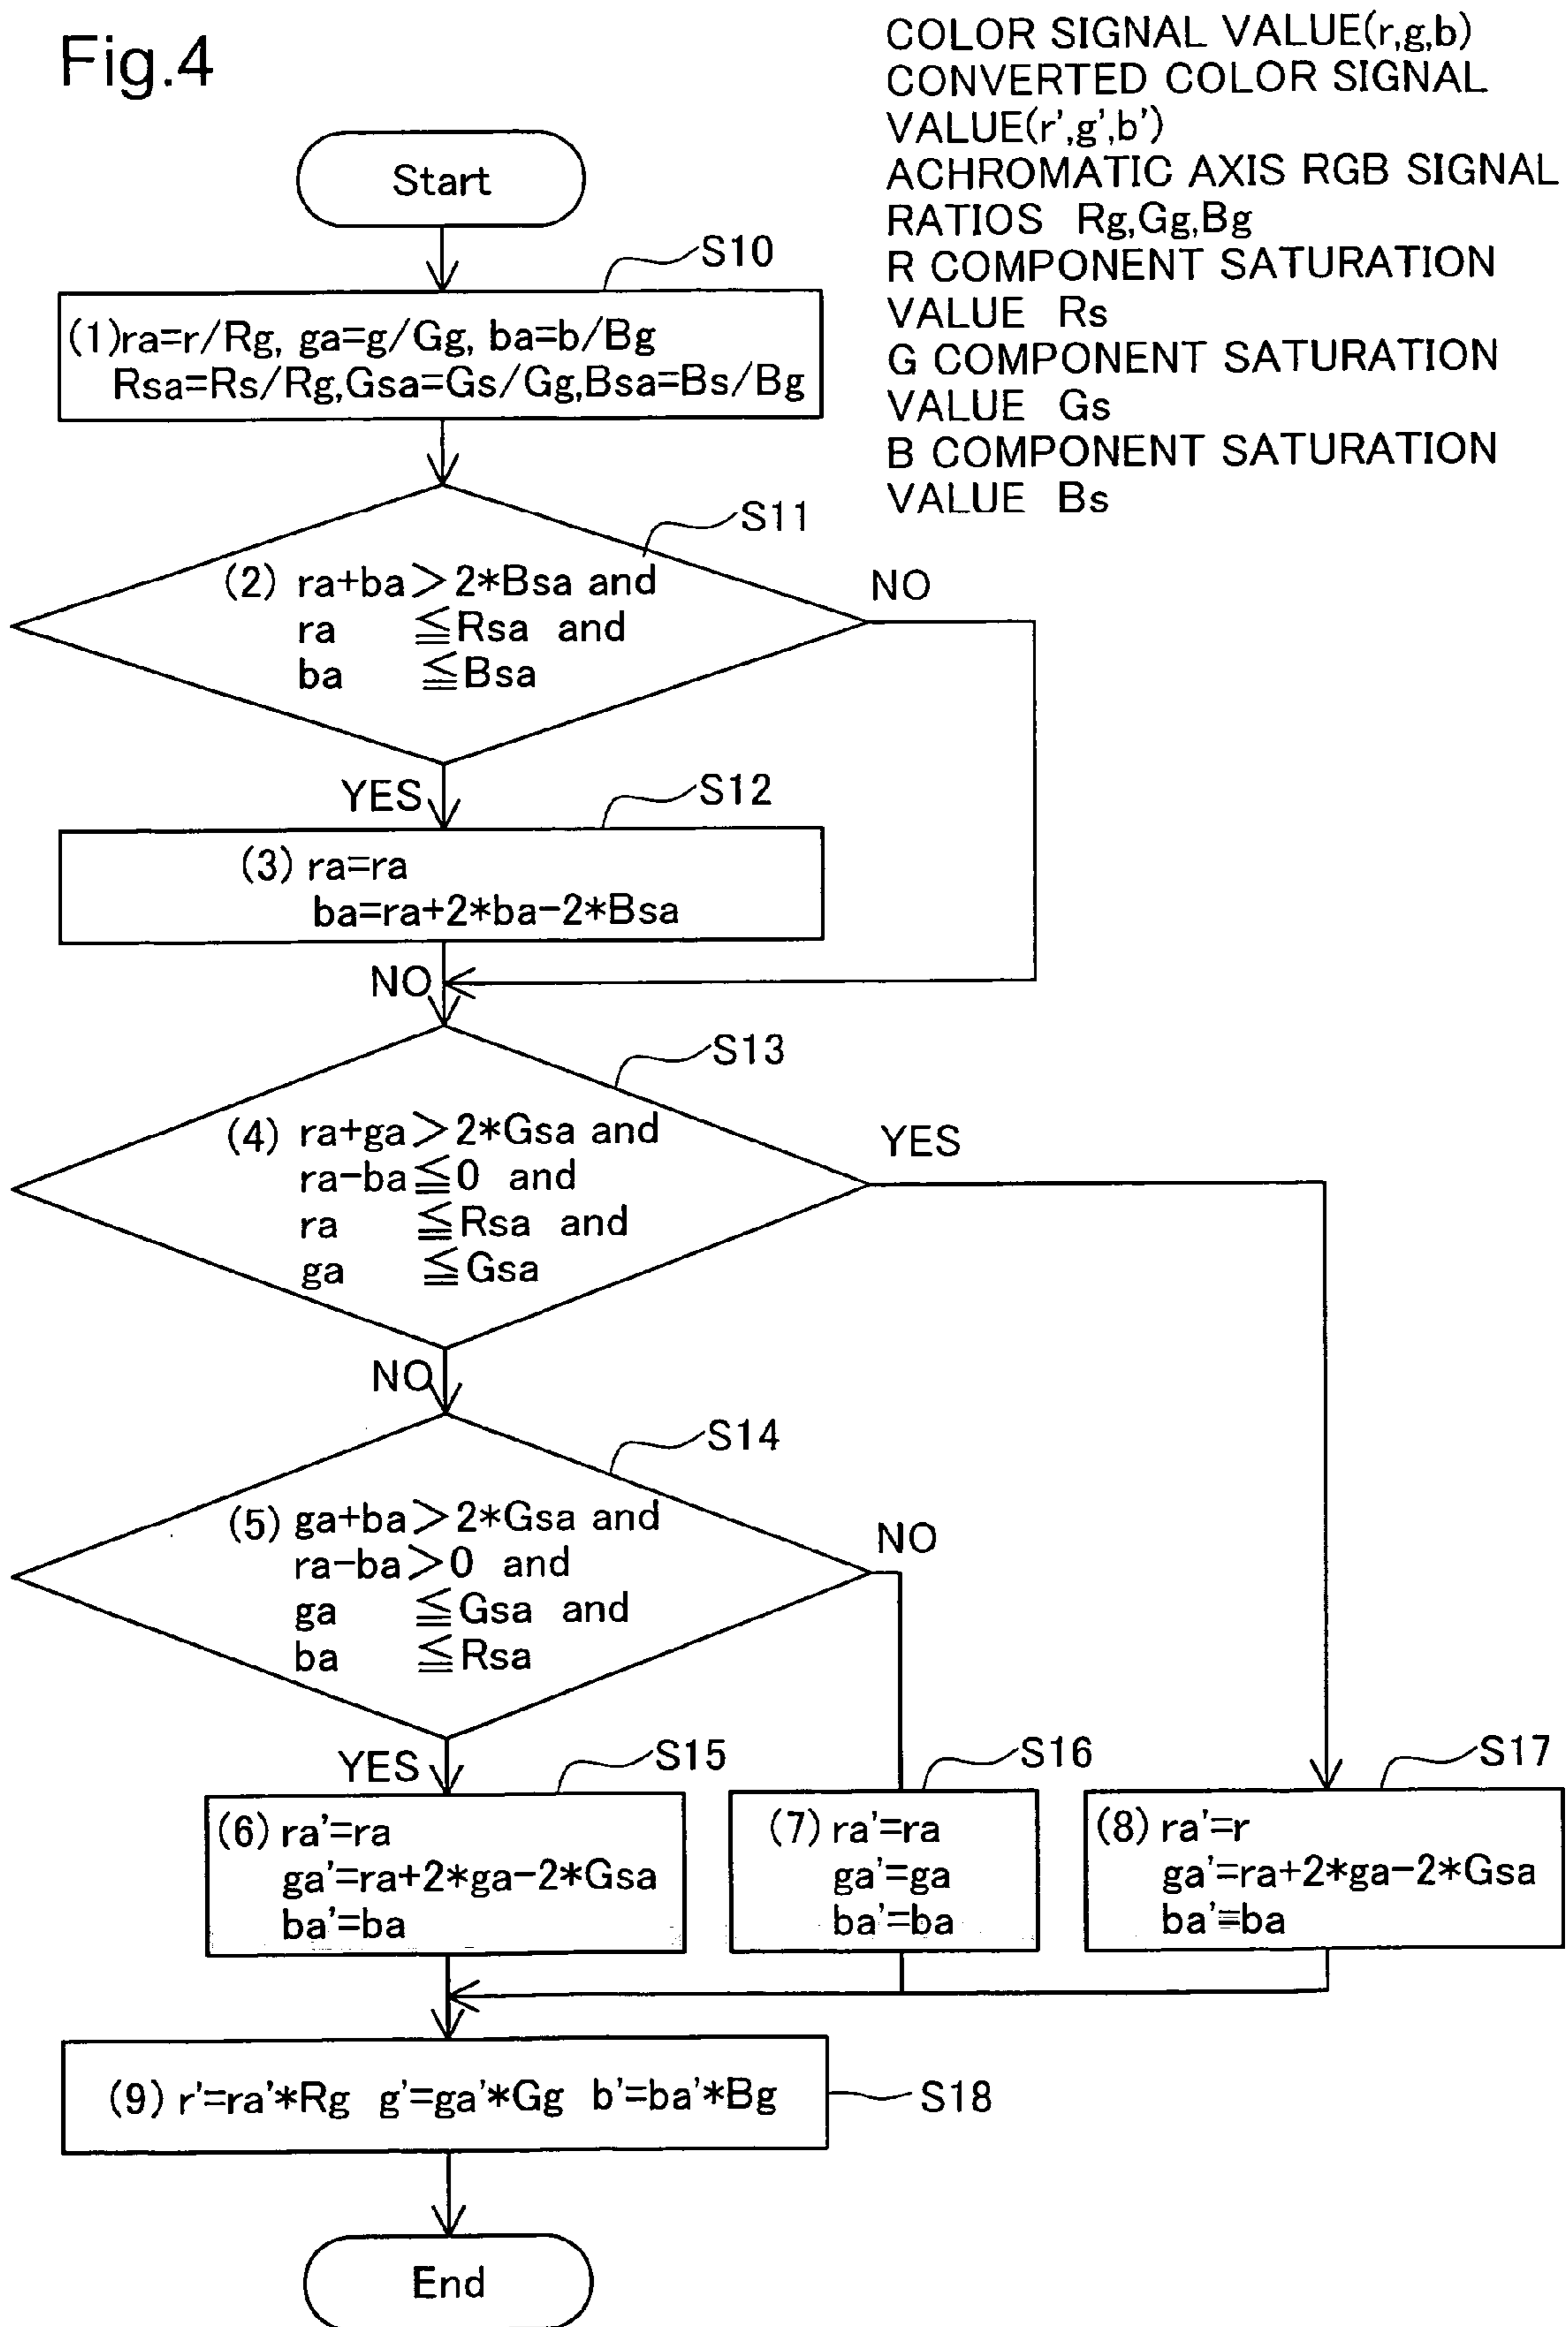 Fig.4
COLOR SIGNAL VALUE(r,g,b)
CONVERTED COLOR SIGNAL
VALUE(r',g',b')
ACHROMATIC AXIS RGB SIGNAL
RATIOS Rg,Gg,Bg
R COMPONENT SATURATION
VALUE Rs
G COMPONENT SATURATION
VALUE Gs
B COMPONENT SATURATION
VALUE Bs
Start
S10
(1)ra=r/Rg, ga=g/Gg, ba=b/Bg
Rsa=Rs/Rg,Gsa=Gs/Gg,Bsa=Bs/Bg
S11
(2) ra+ba>2*Bsa and
ra ≦Rsa and
ba ≦Bsa
NO
YES
S12
(3) ra=ra
ba=ra+2*ba-2*Bsa
NO
S13
(4) ra+ga>2*Gsa and
ra-ba≦0 and
ra ≦Rsa and
ga ≦Gsa
YES
NO
S14
(5) ga+ba>2*Gsa and
ra-ba>0 and
ga ≦Gsa and
ba ≦Rsa
NO
YES
S15
(6) ra'=ra
ga'=ra+2*ga-2*Gsa
ba'=ba
S16
(7) ra'=ra
ga'=ga
ba'=ba
S17
(8) ra'=r
ga'=ra+2*ga-2*Gsa
ba'=ba
(9) r'=ra'*Rg g'=ga'*Gg b'=ba'*Bg
S18
End